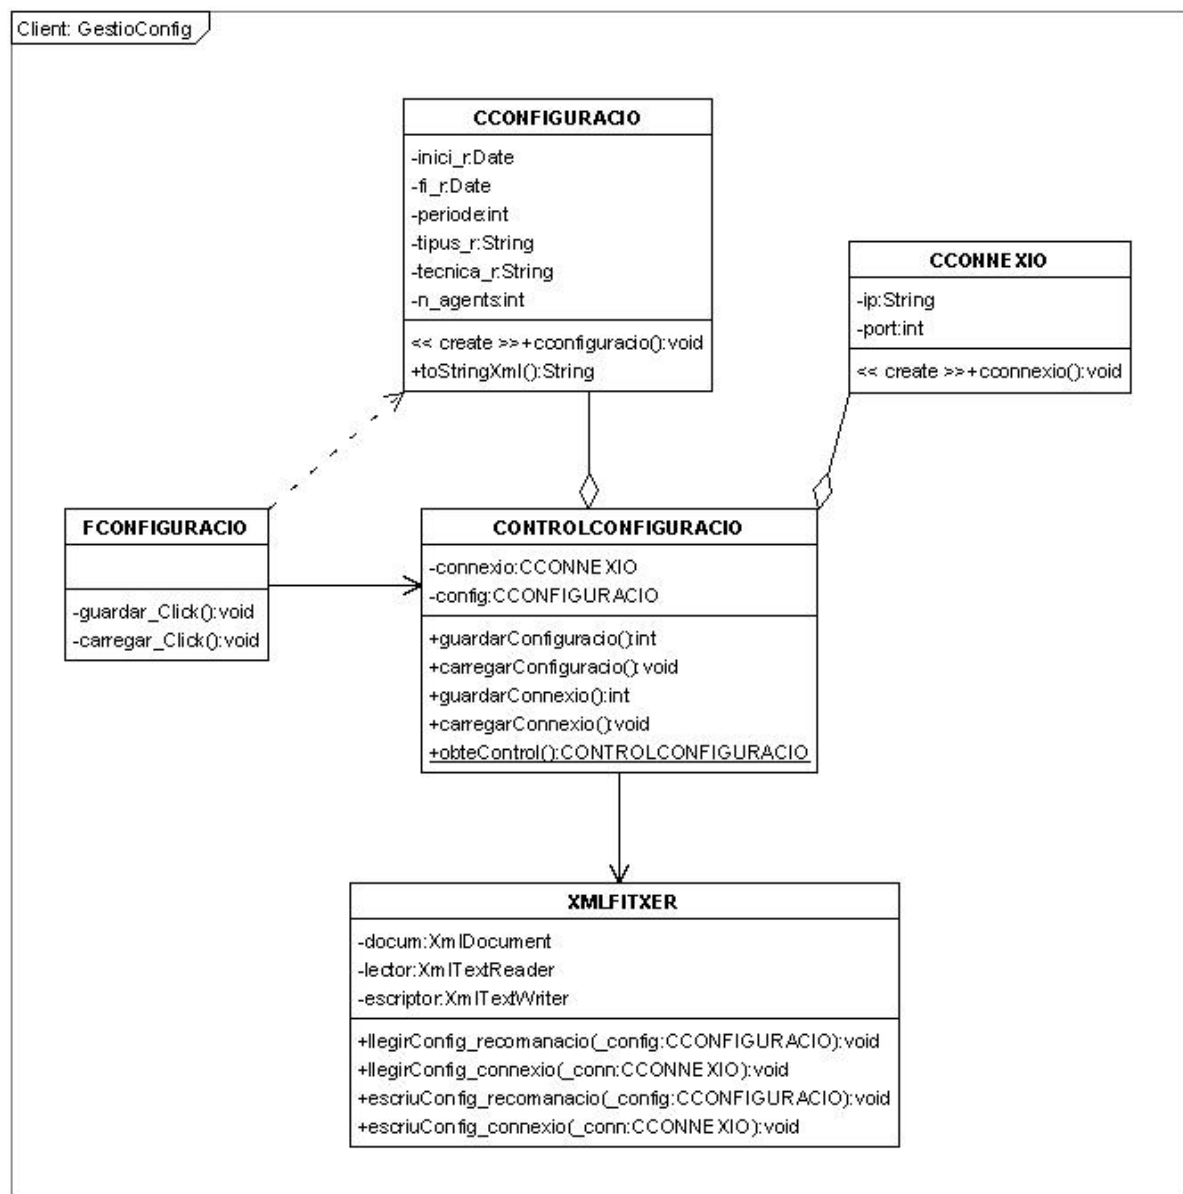 Client: GestioConfig
CCONFIGURACIO
-inici_r:Date
-fi_r:Date
-periode:int
-tipus_r:String
-tecnica_r:String
-n_agents:int
<< create >>+cconfiguracio():void
+toStringXml():String
CCONNEXIO
-ip:String
-port:int
<< create >>+cconnexio():void
FCONFIGURACIO
-guardar_Click():void
-carregar_Click():void
CONTROLCONFIGURACIO
-connexio:CCONNEXIO
-config:CCONFIGURACIO
+guardarConfiguracio():int
+carregarConfiguracio():void
+guardarConnexio():int
+carregarConnexio():void
+obteControl():CONTROLCONFIGURACIO
XMLFITXER
-docum:XmlDocument
-lector:XmlTextReader
-escriptor:XmlTextWriter
+llegirConfig_recomanacio(_config:CCONFIGURACIO):void
+llegirConfig_connexio(_conn:CCONNEXIO):void
+escriuConfig_recomanacio(_config:CCONFIGURACIO):void
+escriuConfig_connexio(_conn:CCONNEXIO):void